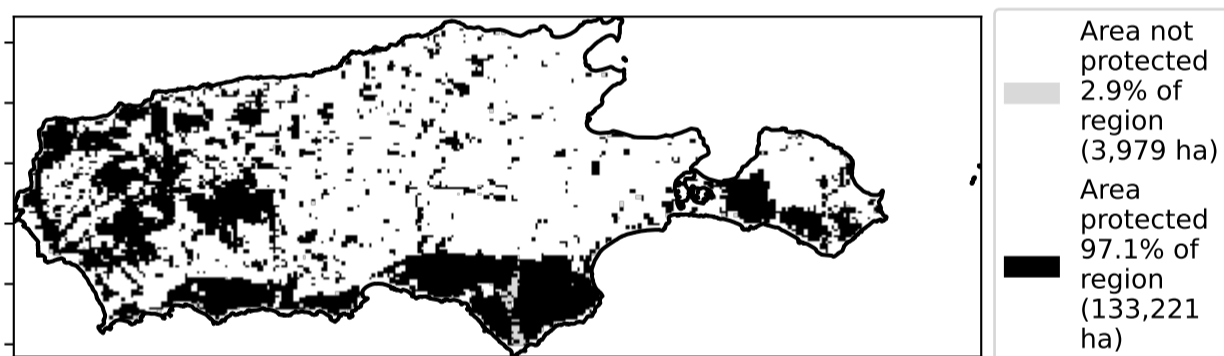 Area not
protected
2.9% of
region
(3,979 ha)
Area
protected
97.1% of
region
(133,221
ha)